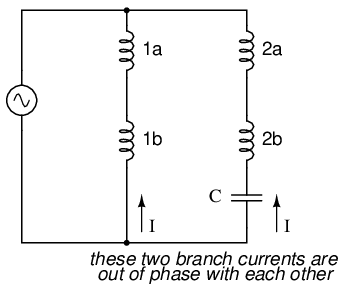 1a
2a
1b
2b
C
I
I
these two branch currents are
out of phase with each other